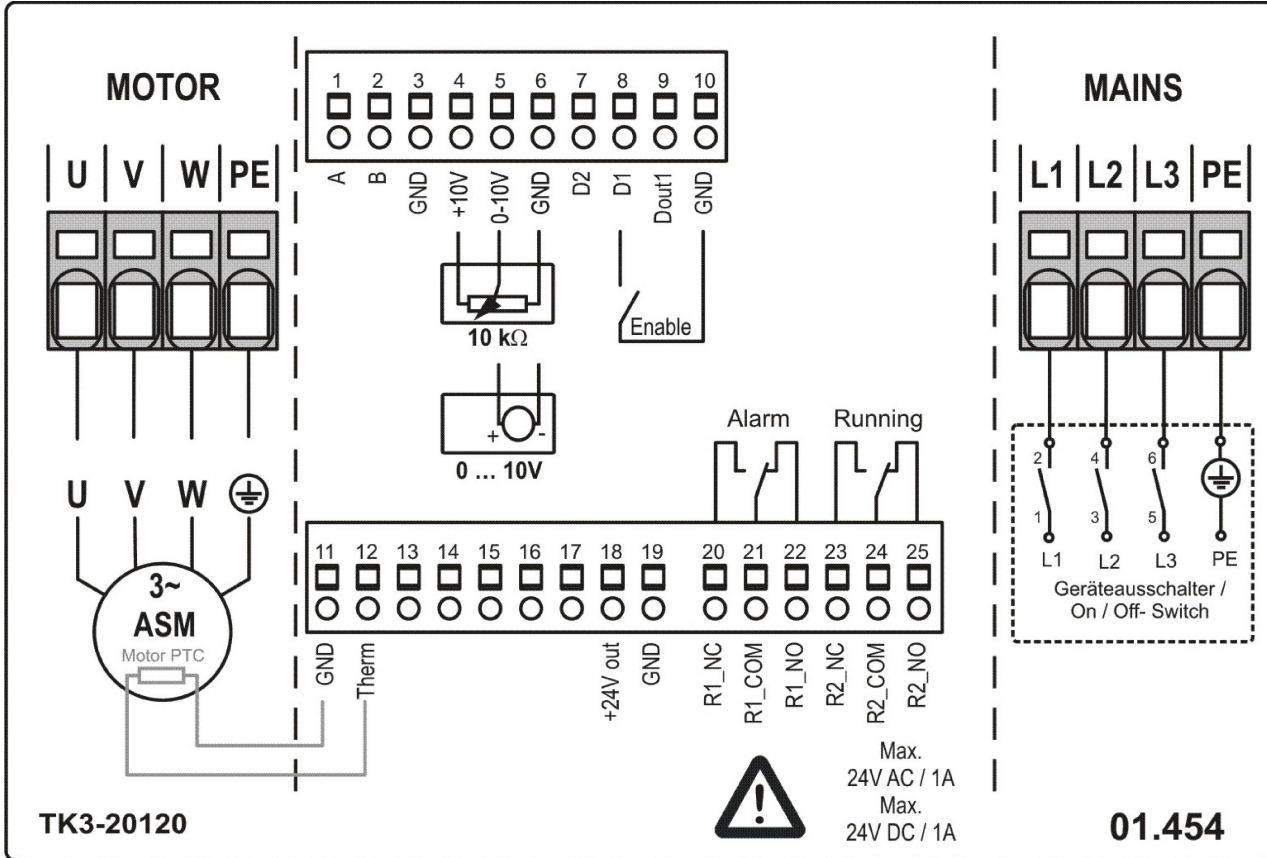 MOTOR
U V W PE
U V W
3~
ASM
Motor PTC
TK3-20120
1 2 3 4 5 6 7 8 9 10
A B GND +10V 0-10V GND D2 D1 Dout1 GND
10 kΩ
Enable
+ -
0 ... 10V
Alarm Running
11 12 13 14 15 16 17 18 19 20 21 22 23 24 25
GND Therm +24V out GND R1_NC R1_COM R1_NO R2_NC R2_COM R2_NO
Max.
24V AC / 1A
Max.
24V DC / 1A
MAINS
L1 L2 L3 PE
2 4 6
1 3 5
L1 L2 L3 PE
Geräteausschalter /
On / Off- Switch
01.454